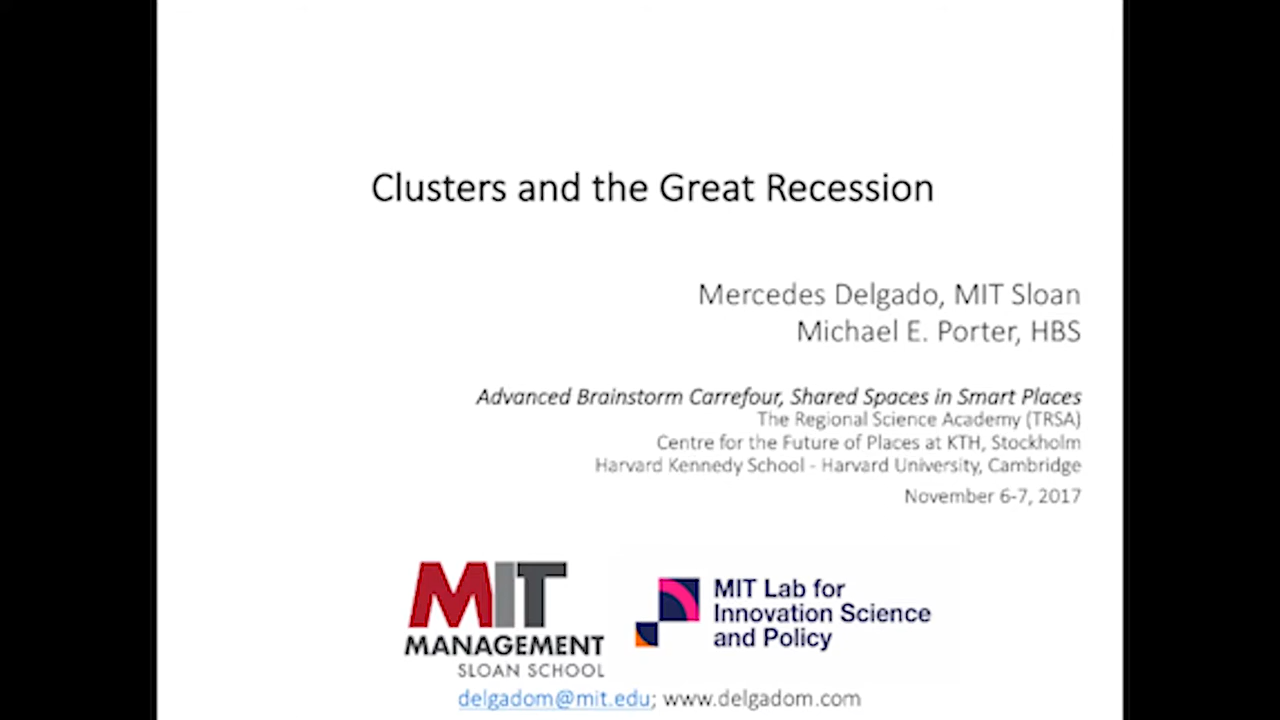 Clusters and the Great Recession
Mercedes Delgado, MIT Sloan
Michael E. Porter, HBS
Advanced Brainstorm Carrefour, Shared Spaces in Smart Places
The Regional Science Academy (TRSA)
Centre for the Future of Places at KTH, Stockholm
Harvard Kennedy School - Harvard University, Cambridge
November 6-7, 2017
MIT
MANAGEMENT
SLOAN SCHOOL
MIT Lab for
Innovation Science
and Policy
delgadom@mit.edu; www.delgadom.com